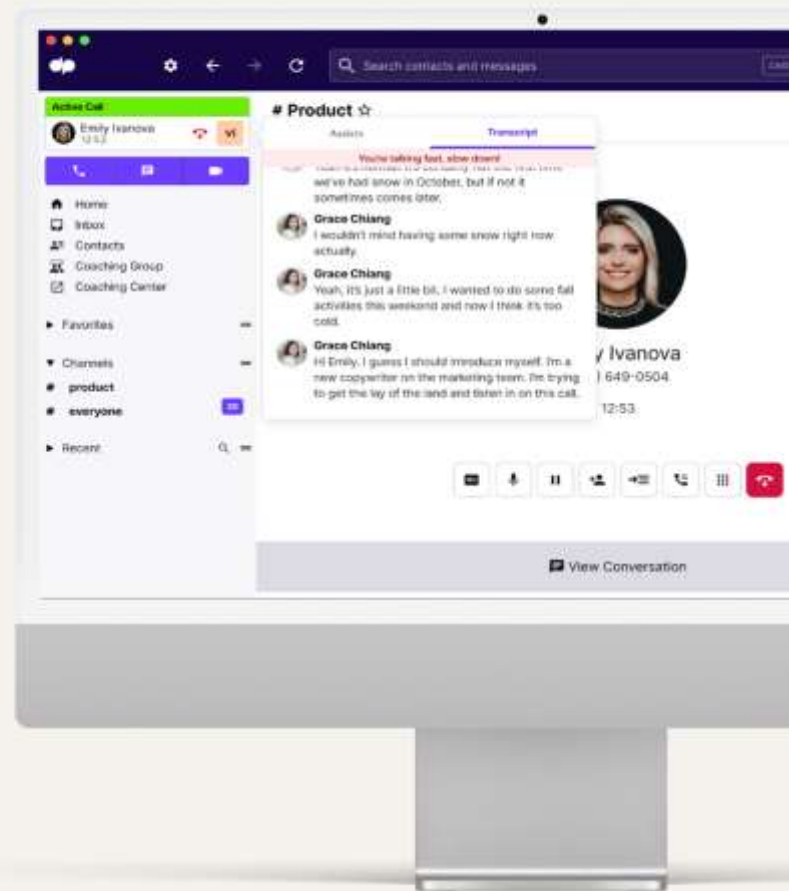 dp
Search contacts and messages
Active Call
Emily Ivanova
12:53
Vi
Home
Inbox
Contacts
Coaching Group
Coaching Center
Favorites
Channels
# product
# everyone
Recent
# Product
Assists
Transcript
You're talking fast, slow down!
we've had snow in October, but if not it
sometimes comes later.
Grace Chiang
I wouldn't mind having some snow right now
actually.
Grace Chiang
Yeah, it's just a little bit, I wanted to do some fall
activities this weekend and now I think it's too
cold.
Grace Chiang
Hi Emily, I guess I should introduce myself. I'm a
new copywriter on the marketing team. I'm trying
to get the lay of the land and listen in on this call.
y Ivanova
) 649-0504
12:53
View Conversation